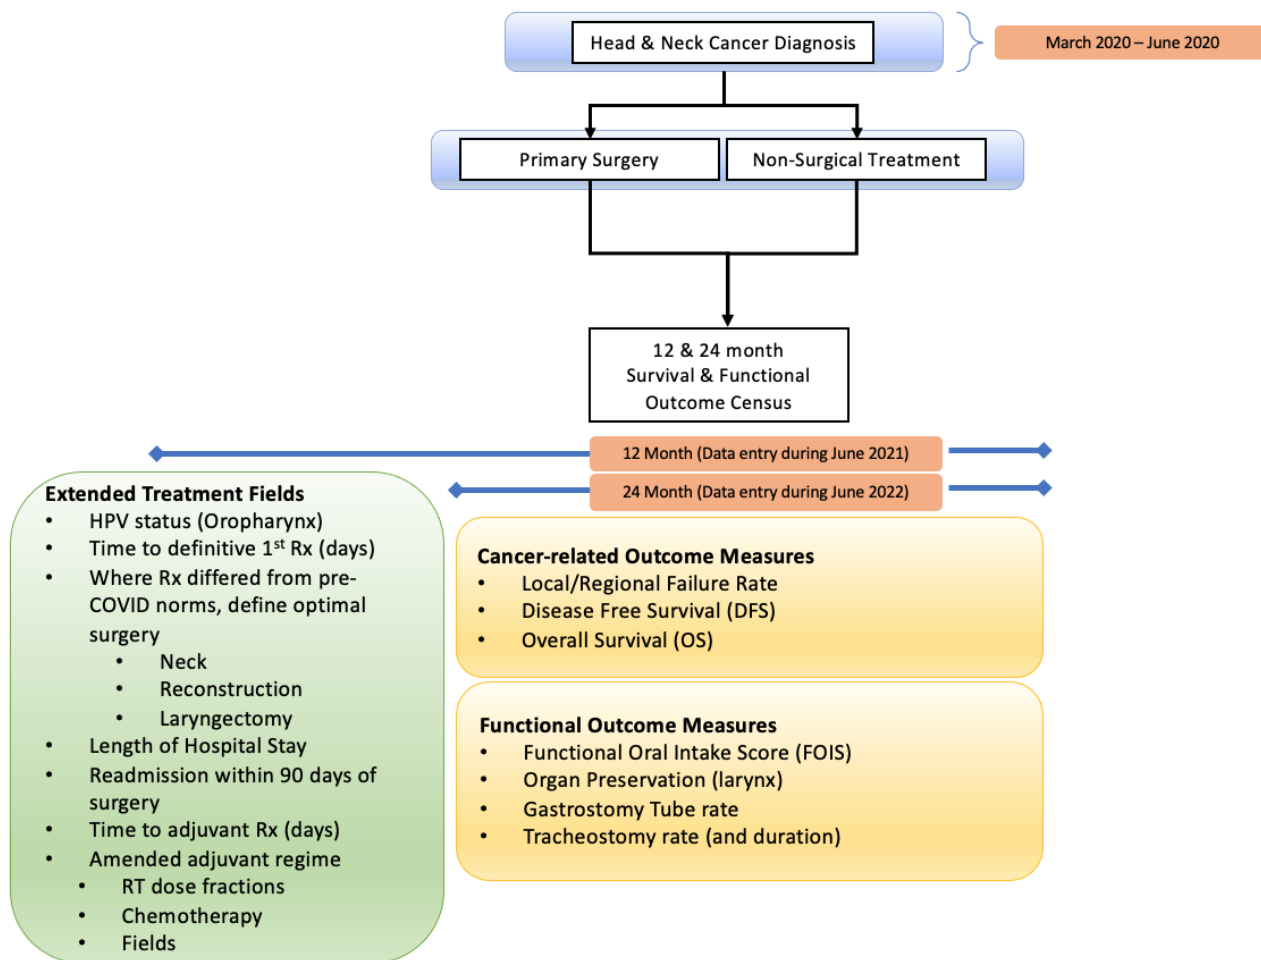 Head & Neck Cancer Diagnosis
March 2020 – June 2020
Primary Surgery
Non-Surgical Treatment
12 & 24 month
Survival & Functional
Outcome Census
12 Month (Data entry during June 2021)
24 Month (Data entry during June 2022)
Extended Treatment Fields
• HPV status (Oropharynx)
• Time to definitive 1st Rx (days)
• Where Rx differed from pre-
COVID norms, define optimal
surgery
• Neck
• Reconstruction
• Laryngectomy
• Length of Hospital Stay
• Readmission within 90 days of
surgery
• Time to adjuvant Rx (days)
• Amended adjuvant regime
• RT dose fractions
• Chemotherapy
• Fields
Cancer-related Outcome Measures
• Local/Regional Failure Rate
• Disease Free Survival (DFS)
• Overall Survival (OS)
Functional Outcome Measures
• Functional Oral Intake Score (FOIS)
• Organ Preservation (larynx)
• Gastrostomy Tube rate
• Tracheostomy rate (and duration)